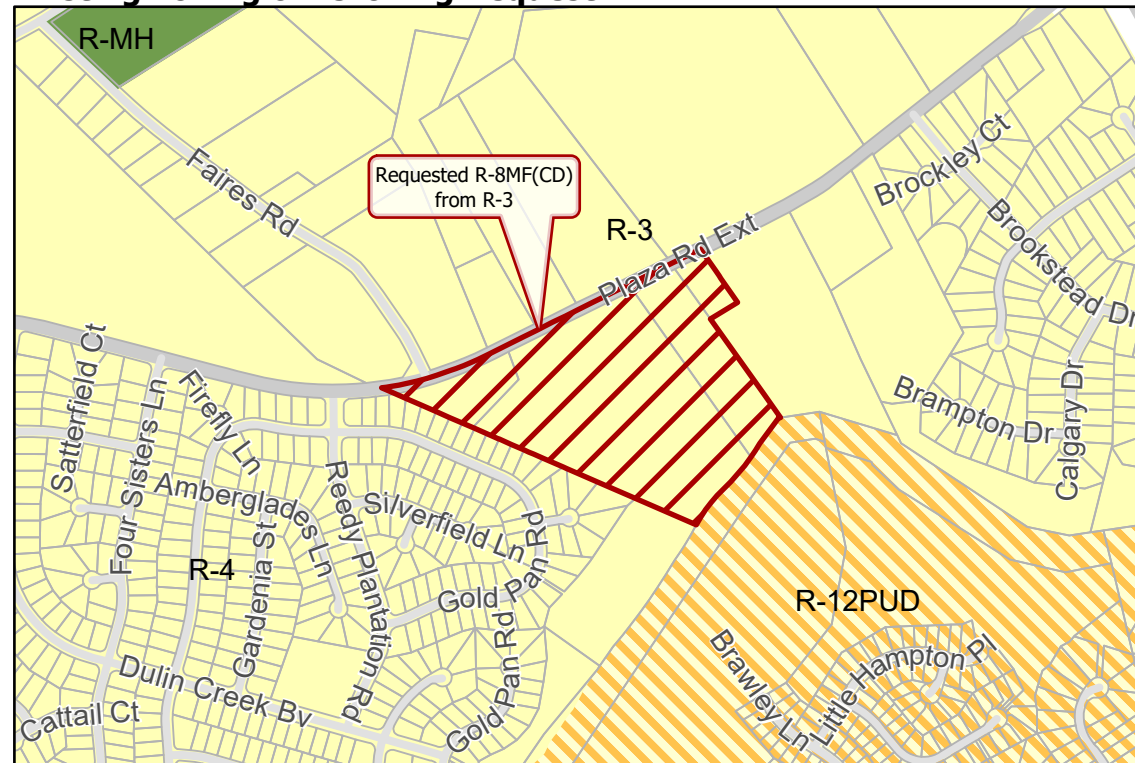 R-MH
Faires Rd
Requested R-8MF(CD)
from R-3
R-3
Plaza Rd Ext
Brockley Ct
Brookstead Dr
Brampton Dr
Calgary Dr
Satterfield Ct
Four Sisters Ln
Firefly Ln
Amberglades Ln
Silverfield Ln
Reedy Plantation Rd
Gardenia St
R-4
Gold Pan Rd
Gold Pan Rd
R-12PUD
Dulin Creek Bv
Cattail Ct
Brawley Ln
Little Hampton Pl